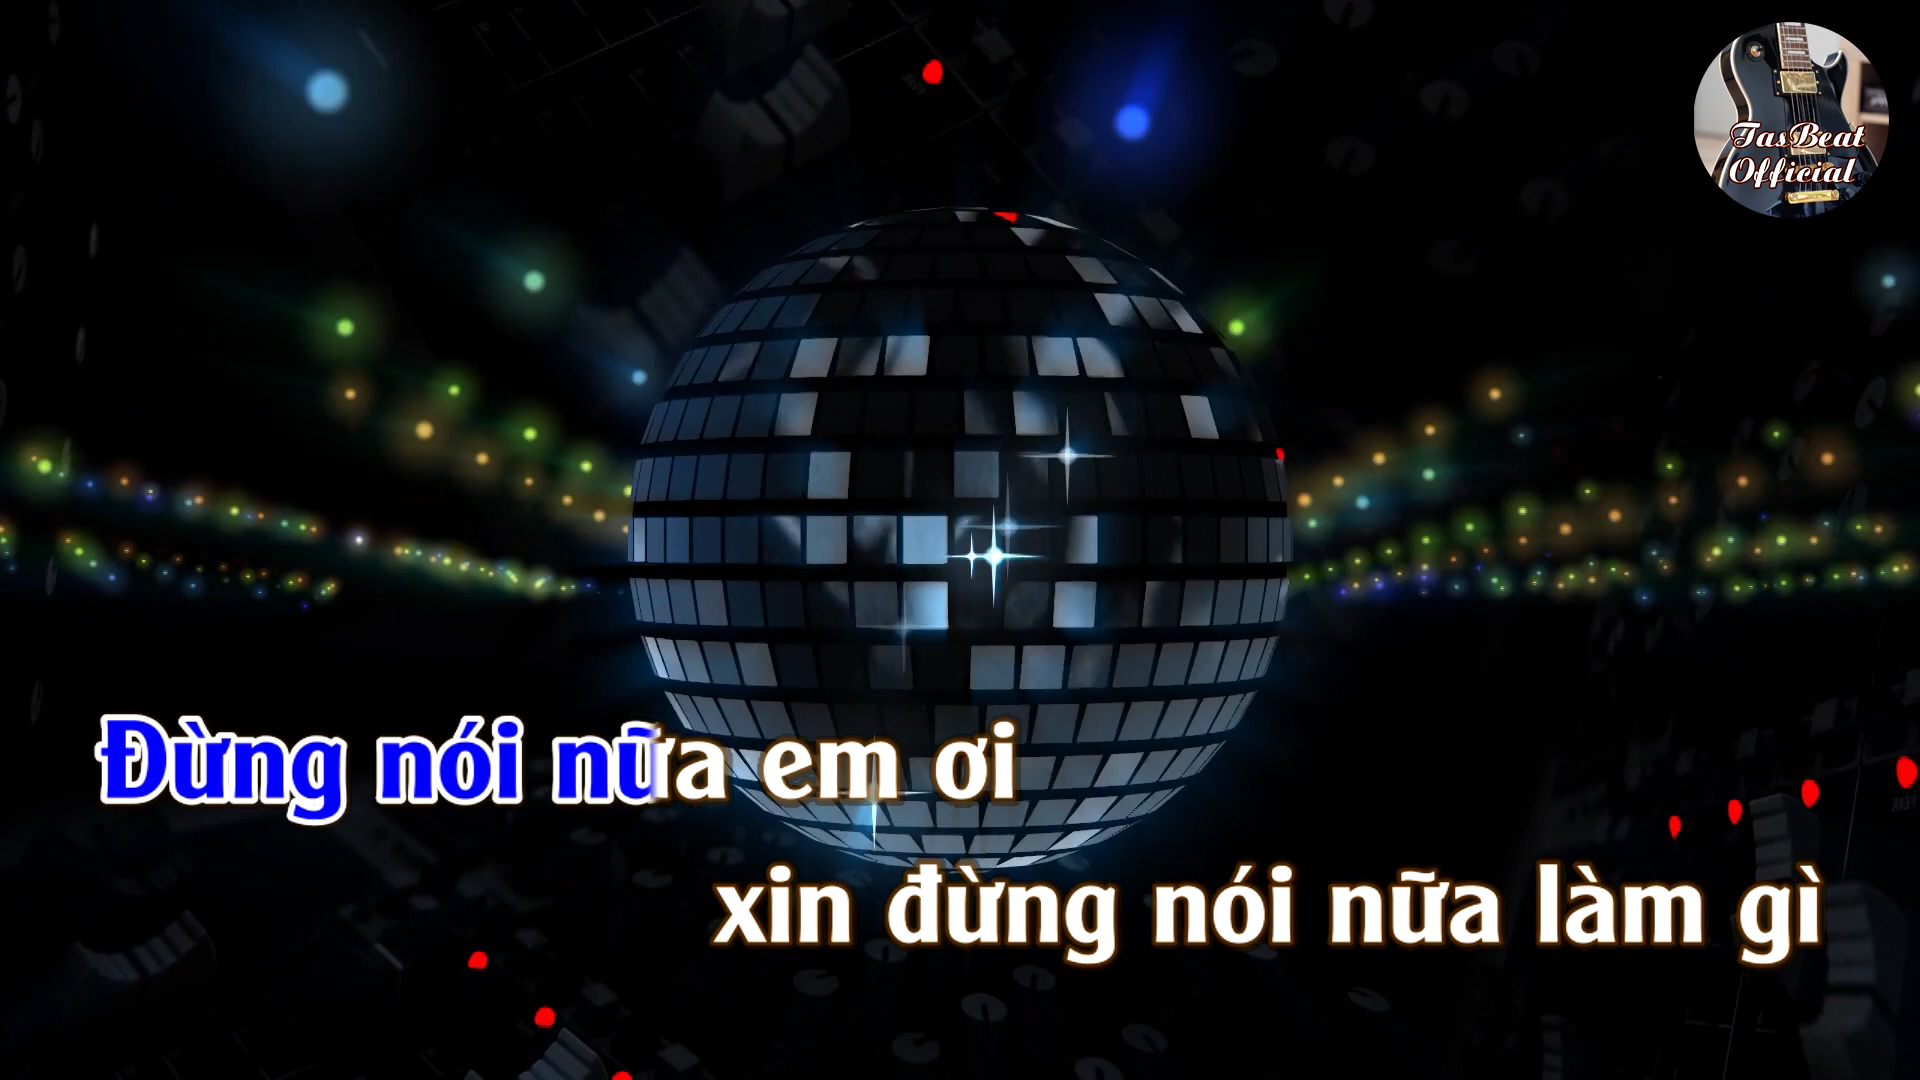 TasBeat
Official
Đừng nói nữa em ơi
xin đừng nói nữa làm gì